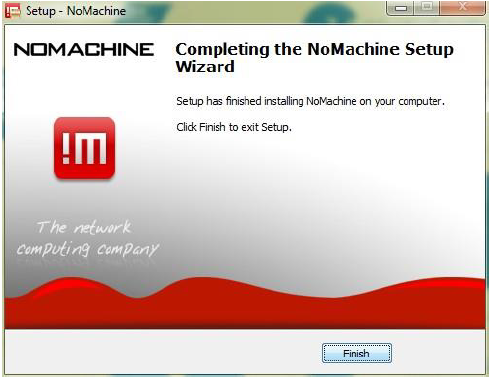 Setup - NoMachine
NOMACHINE
Completing the NoMachine Setup
Wizard
Setup has finished installing NoMachine on your computer.
Click Finish to exit Setup.
!m
The network
computing company
Finish